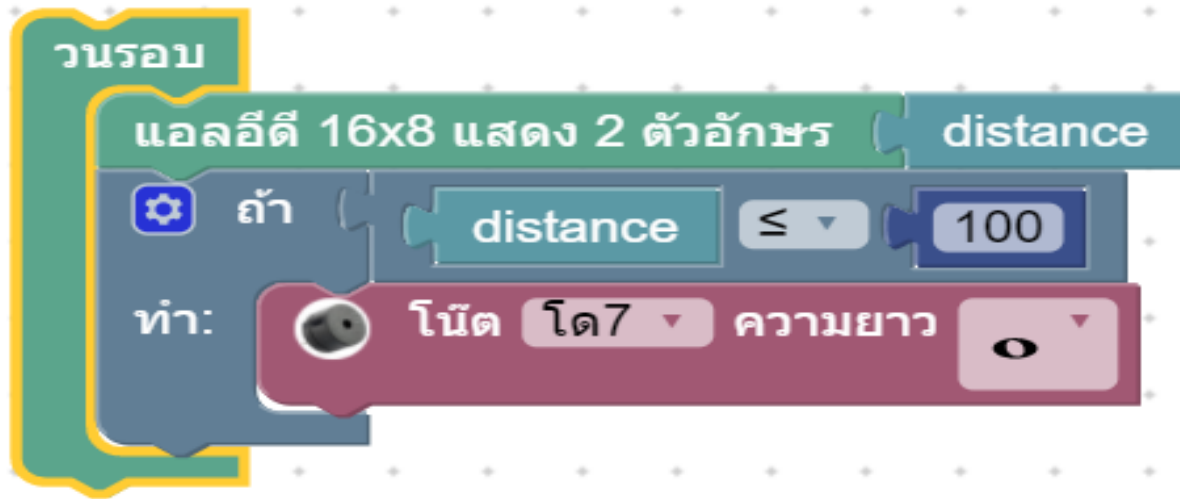 วนรอบ
แอลอีดี 16x8 แสดง 2 ตัวอักษร distance
ถ้า distance ≤ 100
ทำ: โน๊ต โด7 ความยาว